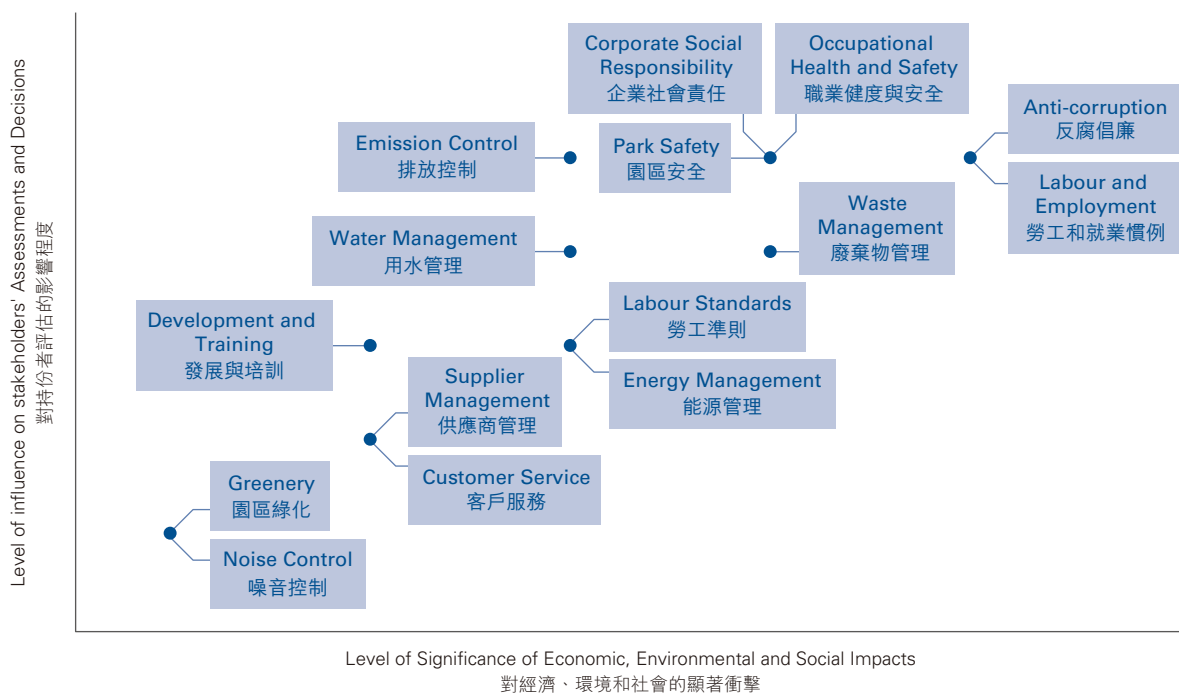 Level of influence on stakeholders' Assessments and Decisions
對持份者評估的影響程度
Corporate Social
Responsibility
企業社會責任
Occupational
Health and Safety
職業健度與安全
Anti-corruption
反腐倡廉
Emission Control
排放控制
Park Safety
園區安全
Labour and
Employment
勞工和就業慣例
Waste
Management
廢棄物管理
Water Management
用水管理
Labour Standards
勞工準則
Development and
Training
發展與培訓
Supplier
Management
供應商管理
Energy Management
能源管理
Customer Service
客戶服務
Greenery
園區綠化
Noise Control
噪音控制
Level of Significance of Economic, Environmental and Social Impacts
對經濟、環境和社會的顯著衝擊